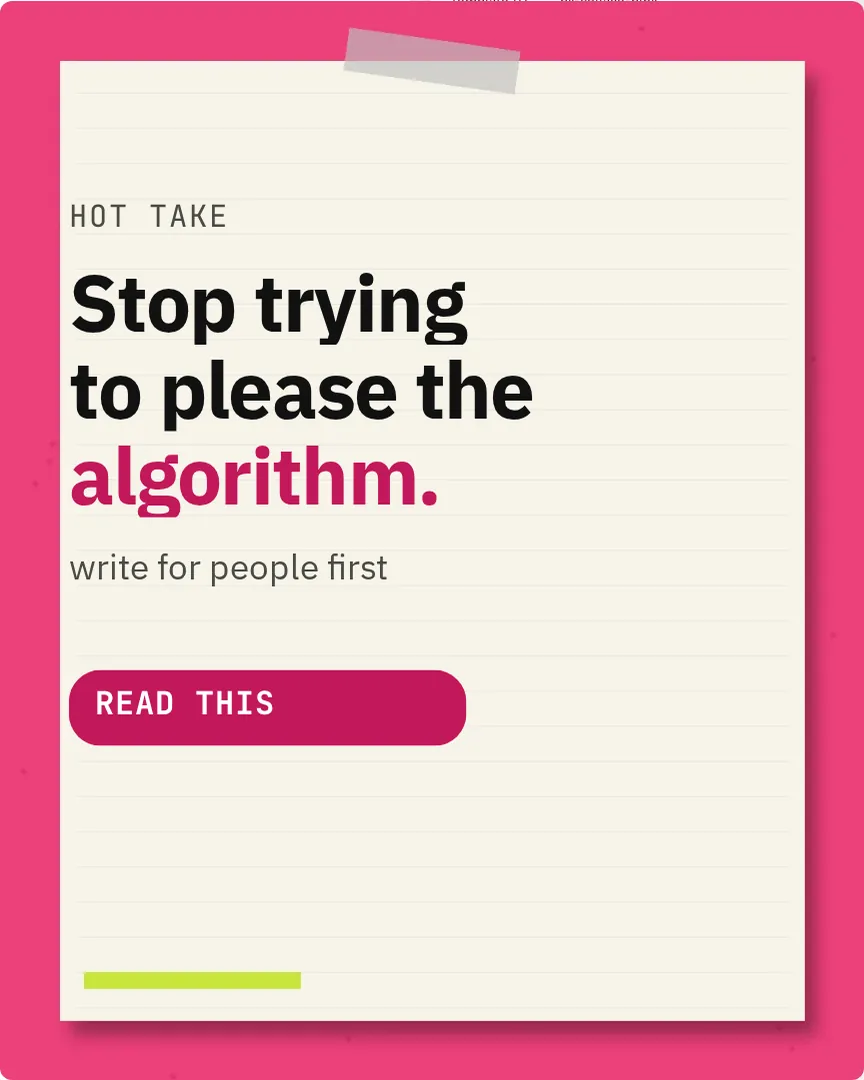 HOT TAKE
Stop trying
to please the
algorithm.
write for people first
READ THIS